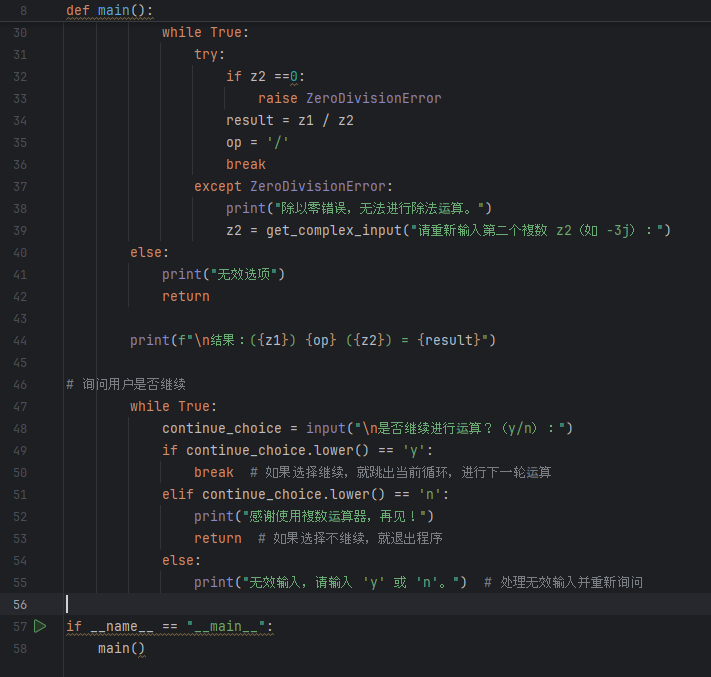 8 def main():
30             while True:
31                 try:
32                     if z2 ==0:
33                         raise ZeroDivisionError
34                     result = z1 / z2
35                     op = '/'
36                     break
37                 except ZeroDivisionError:
38                     print("除以零错误，无法进行除法运算。")
39                     z2 = get_complex_input("请重新输入第二个複数 z2（如 -3j）：")
40         else:
41             print("无效选项")
42             return
43
44         print(f"\n结果：({z1}) {op} ({z2}) = {result}")
45
46 # 询问用户是否继续
47         while True:
48             continue_choice = input("\n是否继续进行运算？（y/n）：")
49             if continue_choice.lower() == 'y':
50                 break  # 如果选择继续，就跳出当前循环，进行下一轮运算
51             elif continue_choice.lower() == 'n':
52                 print("感谢使用複数运算器，再见！")
53                 return  # 如果选择不继续，就退出程序
54             else:
55                 print("无效输入，请输入 'y' 或 'n'。")  # 处理无效输入并重新询问
56
57 if __name__ == "__main__":
58     main()